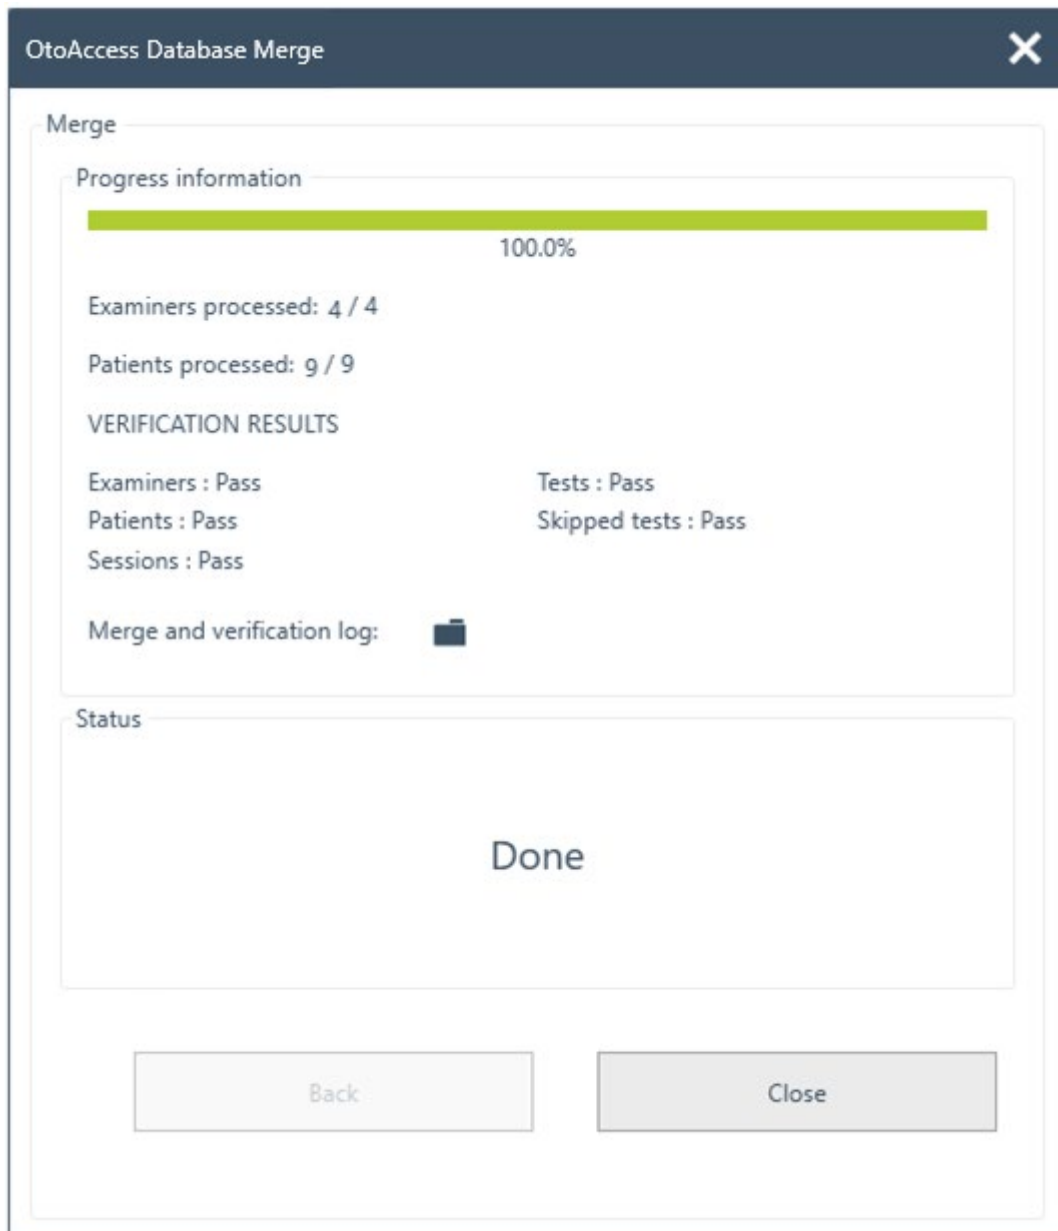 OtoAccess Database Merge
Merge
Progress information
100.0%
Examiners processed: 4 / 4
Patients processed: 9 / 9
VERIFICATION RESULTS
Examiners : Pass
Tests : Pass
Patients : Pass
Skipped tests : Pass
Sessions : Pass
Merge and verification log:
Status
Done
Back
Close